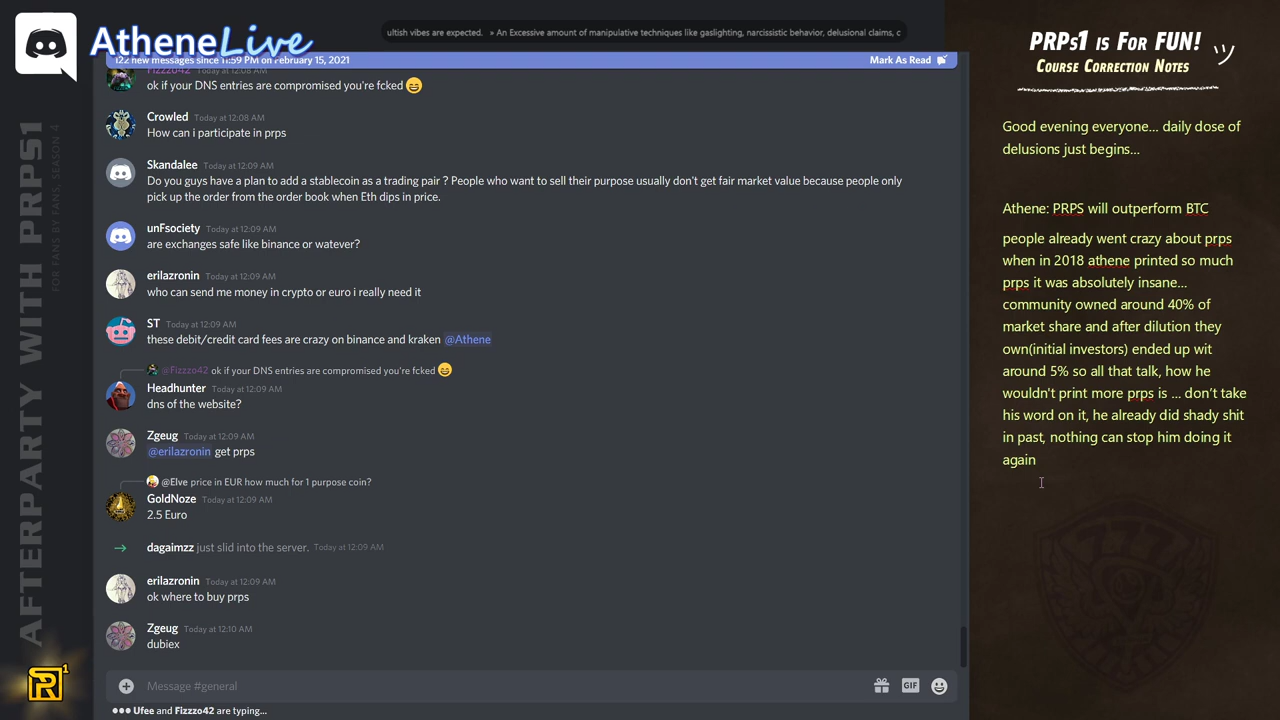 AtheneLive
ultish vibes are expected.   » An Excessive amount of manipulative techniques like gaslighting, narcissistic behavior, delusional claims, c
122 new messages since 11:59 PM on February 15, 2021
Mark As Read
Fizzzo42 Today at 12:08 AM
ok if your DNS entries are compromised you're fcked
Crowled Today at 12:08 AM
How can i participate in prps
Skandalee Today at 12:09 AM
Do you guys have a plan to add a stablecoin as a trading pair ? People who want to sell their purpose usually don't get fair market value because people only
pick up the order from the order book when Eth dips in price.
unFsociety Today at 12:09 AM
are exchanges safe like binance or watever?
erilazronin Today at 12:09 AM
who can send me money in crypto or euro i really need it
ST Today at 12:09 AM
these debit/credit card fees are crazy on binance and kraken @Athene
@Fizzzo42 ok if your DNS entries are compromised you're fcked
Headhunter Today at 12:09 AM
dns of the website?
Zgeug Today at 12:09 AM
@erilazronin get prps
@Elve price in EUR how much for 1 purpose coin?
GoldNoze Today at 12:09 AM
2.5 Euro
dagaimzz just slid into the server. Today at 12:09 AM
erilazronin Today at 12:09 AM
ok where to buy prps
Zgeug Today at 12:10 AM
dubiex
Message #general
GIF
Ufee and Fizzzo42 are typing...
AFTERPARTY WITH PRPS1
FOR FANS BY FANS, SEASON 4
1
PRPs1 is For FUN!
Course Correction Notes
Good evening everyone... daily dose of
delusions just begins...
Athene: PRPS will outperform BTC
people already went crazy about prps
when in 2018 athene printed so much
prps it was absolutely insane...
community owned around 40% of
market share and after dilution they
own(initial investors) ended up wit
around 5% so all that talk, how he
wouldn't print more prps is ... don't take
his word on it, he already did shady shit
in past, nothing can stop him doing it
again